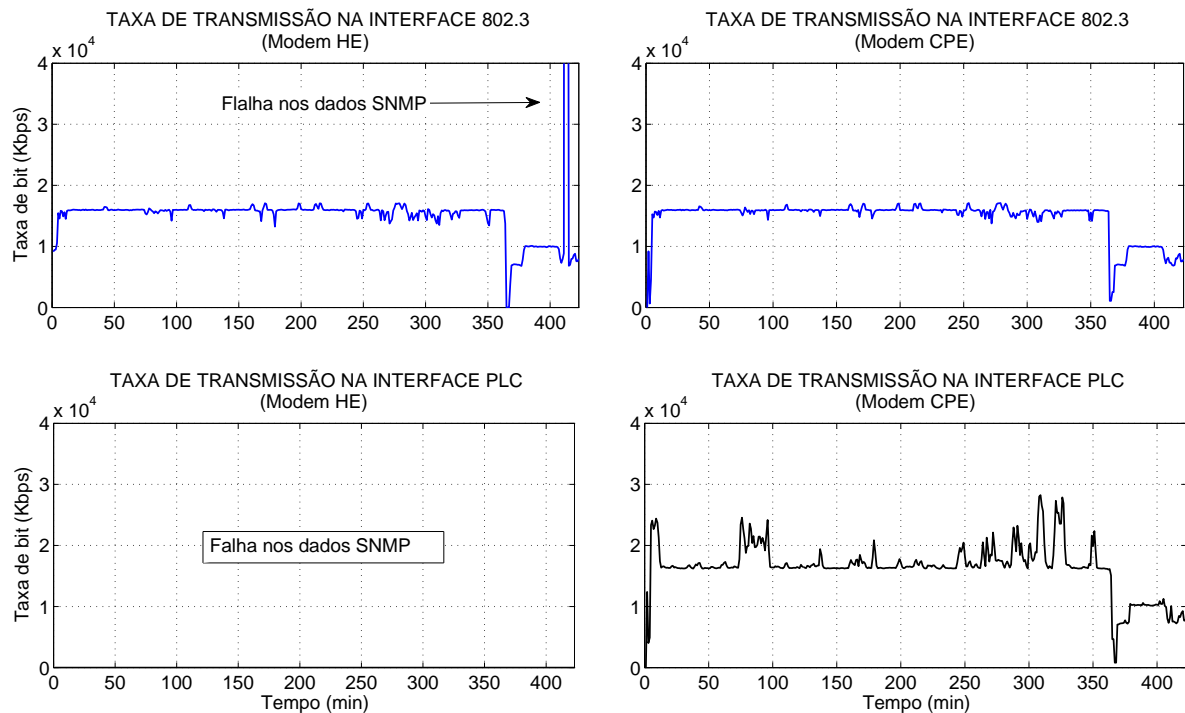 TAXA DE TRANSMISSÃO NA INTERFACE 802.3
(Modem HE)
x 10^4
Taxa de bit (Kbps)
4
3
2
1
0
Flalha nos dados SNMP
0 50 100 150 200 250 300 350 400
TAXA DE TRANSMISSÃO NA INTERFACE 802.3
(Modem CPE)
x 10^4
4
3
2
1
0
0 50 100 150 200 250 300 350 400
TAXA DE TRANSMISSÃO NA INTERFACE PLC
(Modem HE)
x 10^4
Taxa de bit (Kbps)
4
3
2
1
0
Falha nos dados SNMP
0 50 100 150 200 250 300 350 400
Tempo (min)
TAXA DE TRANSMISSÃO NA INTERFACE PLC
(Modem CPE)
x 10^4
4
3
2
1
0
0 50 100 150 200 250 300 350 400
Tempo (min)